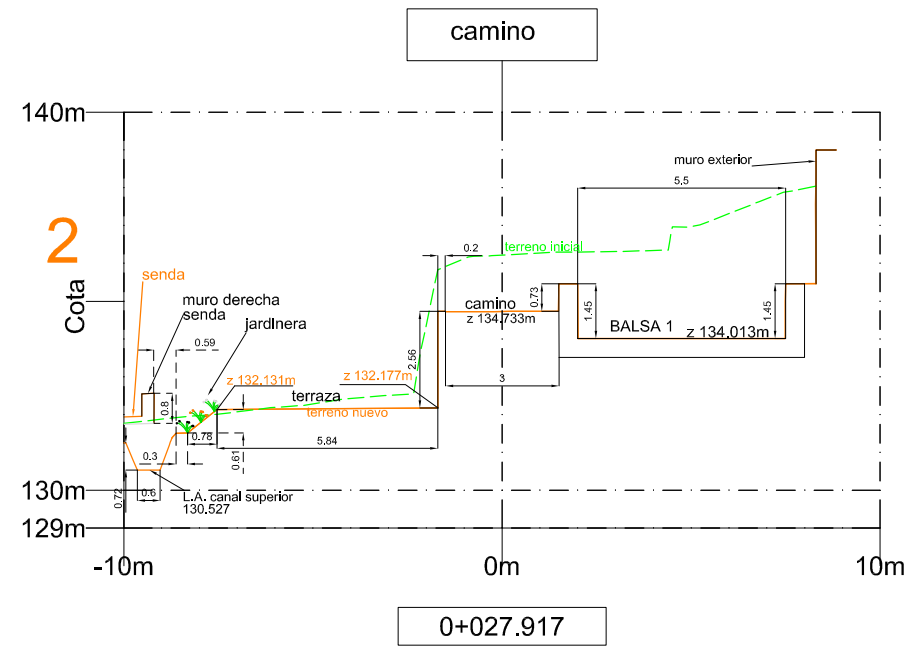 camino
140m
muro exterior
5,5
2
0.2
terreno inicial
senda
muro derecha
senda
Cota
jardInera
camino
z 134.733m
0.73
1.45
BALSA 1
1.45
z 134.013m
0.59
z 132.131m
z 132.177m
2.56
terraza
terreno nuevo
3
0.8
0.78
5.84
0.3
0.61
0.72
0.6
L.A. canal superior
130.527
130m
129m
-10m
0m
10m
0+027.917